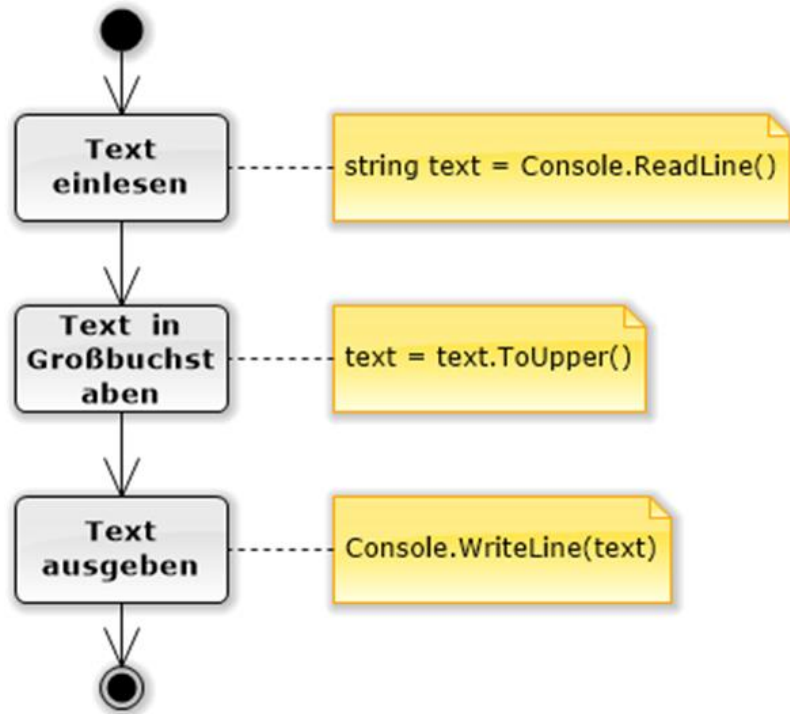 Text
einlesen
string text = Console.ReadLine()
Text in
Großbuchst
aben
text = text.ToUpper()
Text
ausgeben
Console.WriteLine(text)